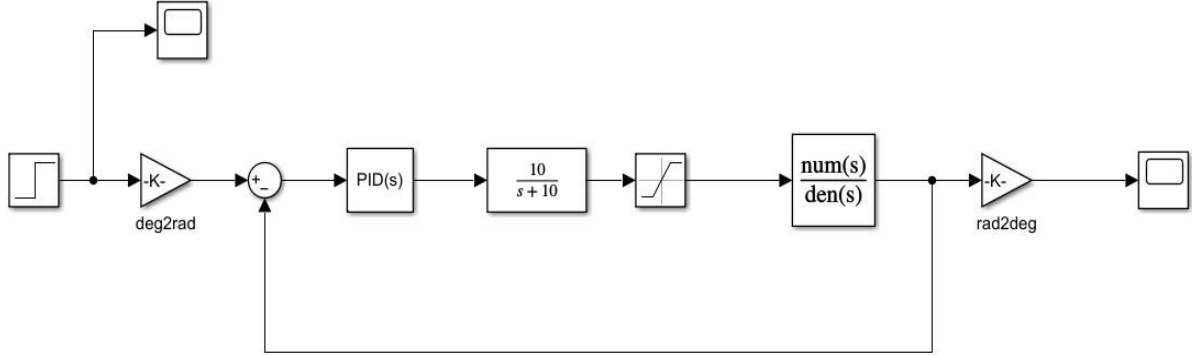 -K-
deg2rad
+
−
PID(s)
10
s + 10
num(s)
den(s)
-K-
rad2deg